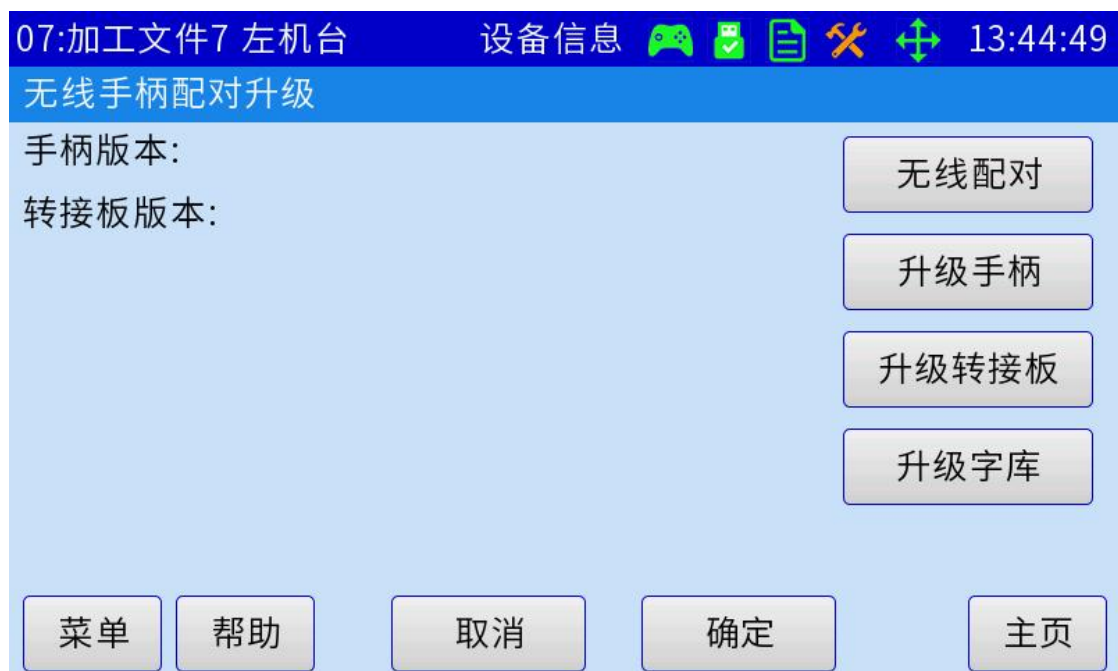 07:加工文件7 左机台 设备信息 13:44:49
无线手柄配对升级
手柄版本:
无线配对
转接板版本:
升级手柄
升级转接板
升级字库
菜单 帮助 取消 确定 主页